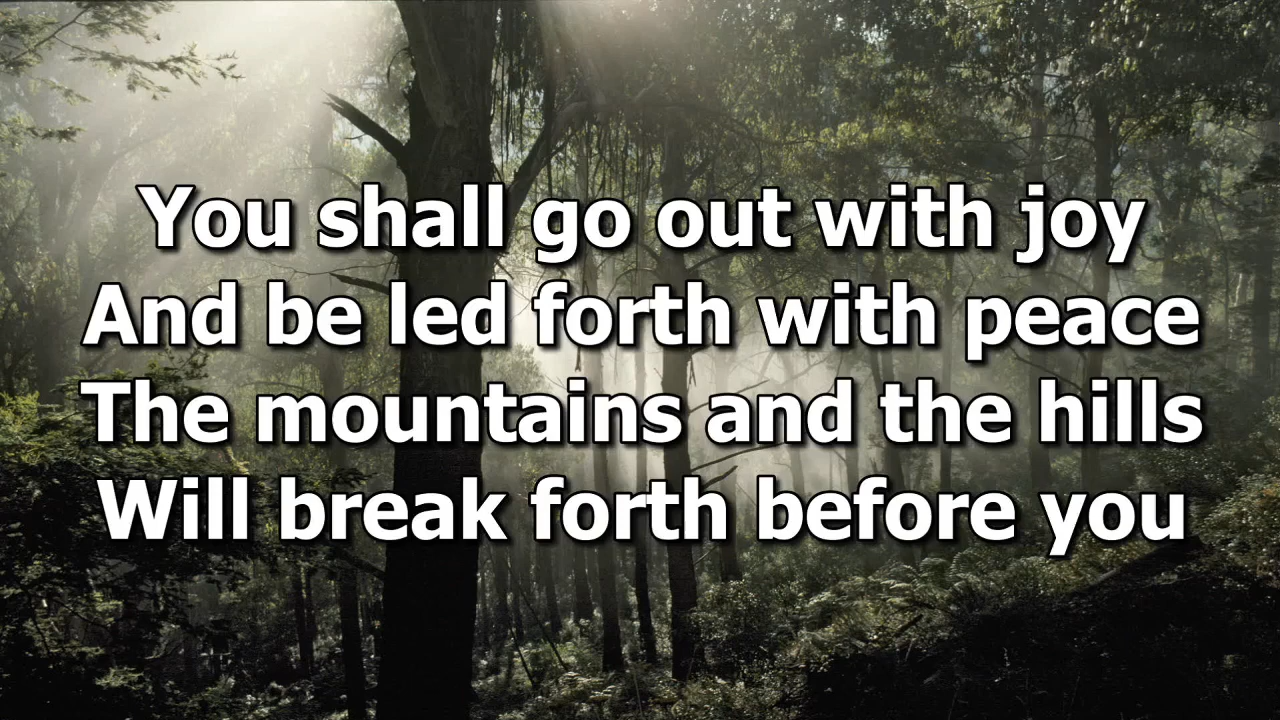 You shall go out with joy
And be led forth with peace
The mountains and the hills
Will break forth before you